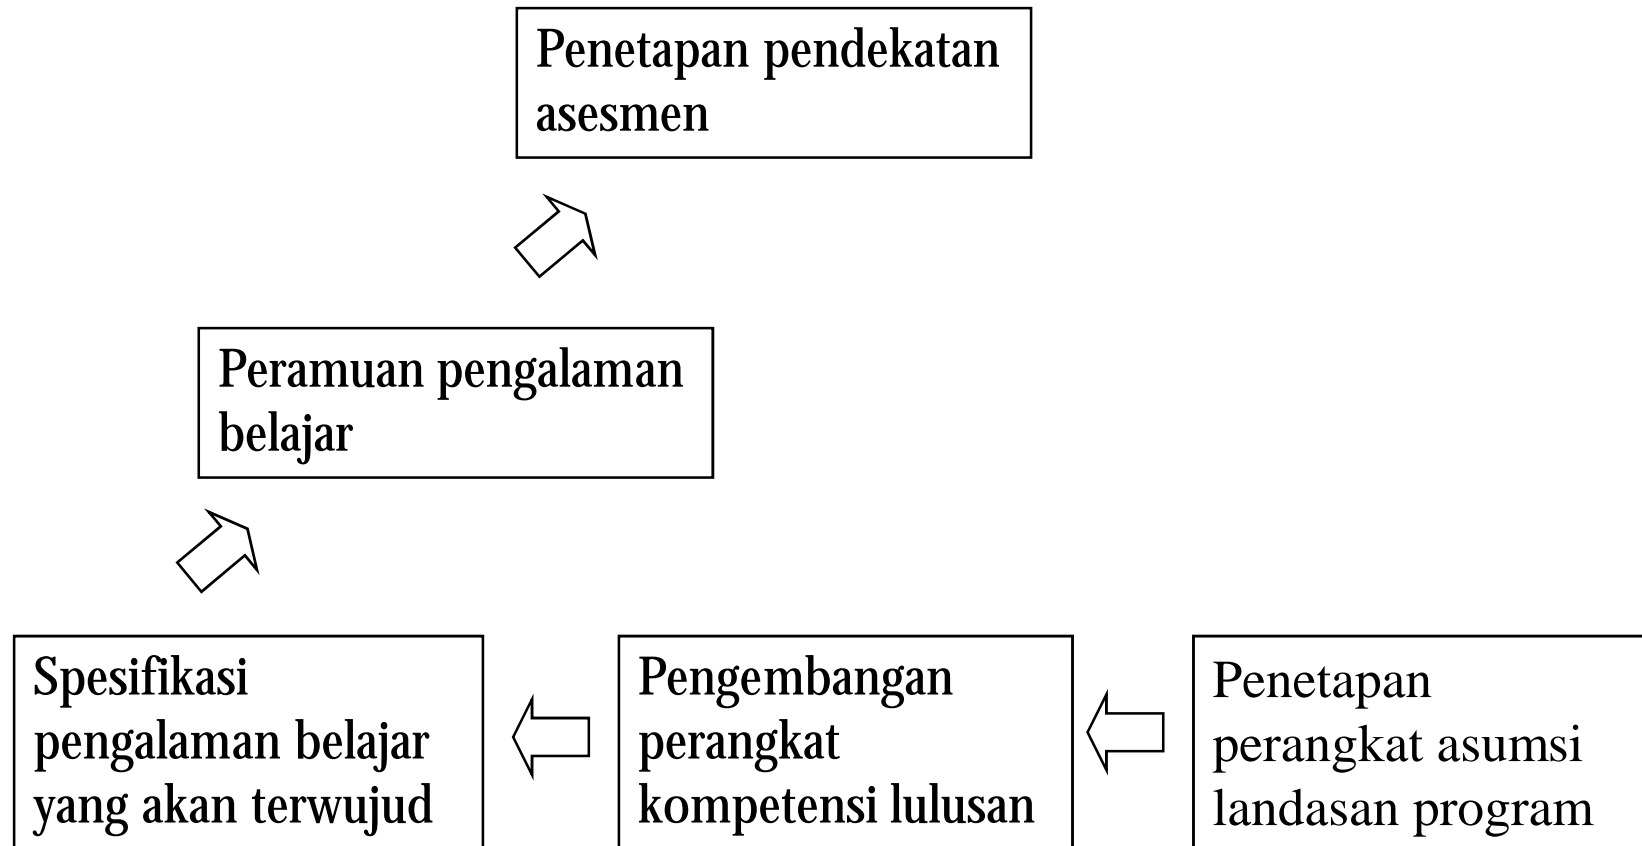 Penetapan pendekatan
asesmen
Peramuan pengalaman
belajar
Spesifikasi
pengalaman belajar
yang akan terwujud
Pengembangan
perangkat
kompetensi lulusan
Penetapan
perangkat asumsi
landasan program